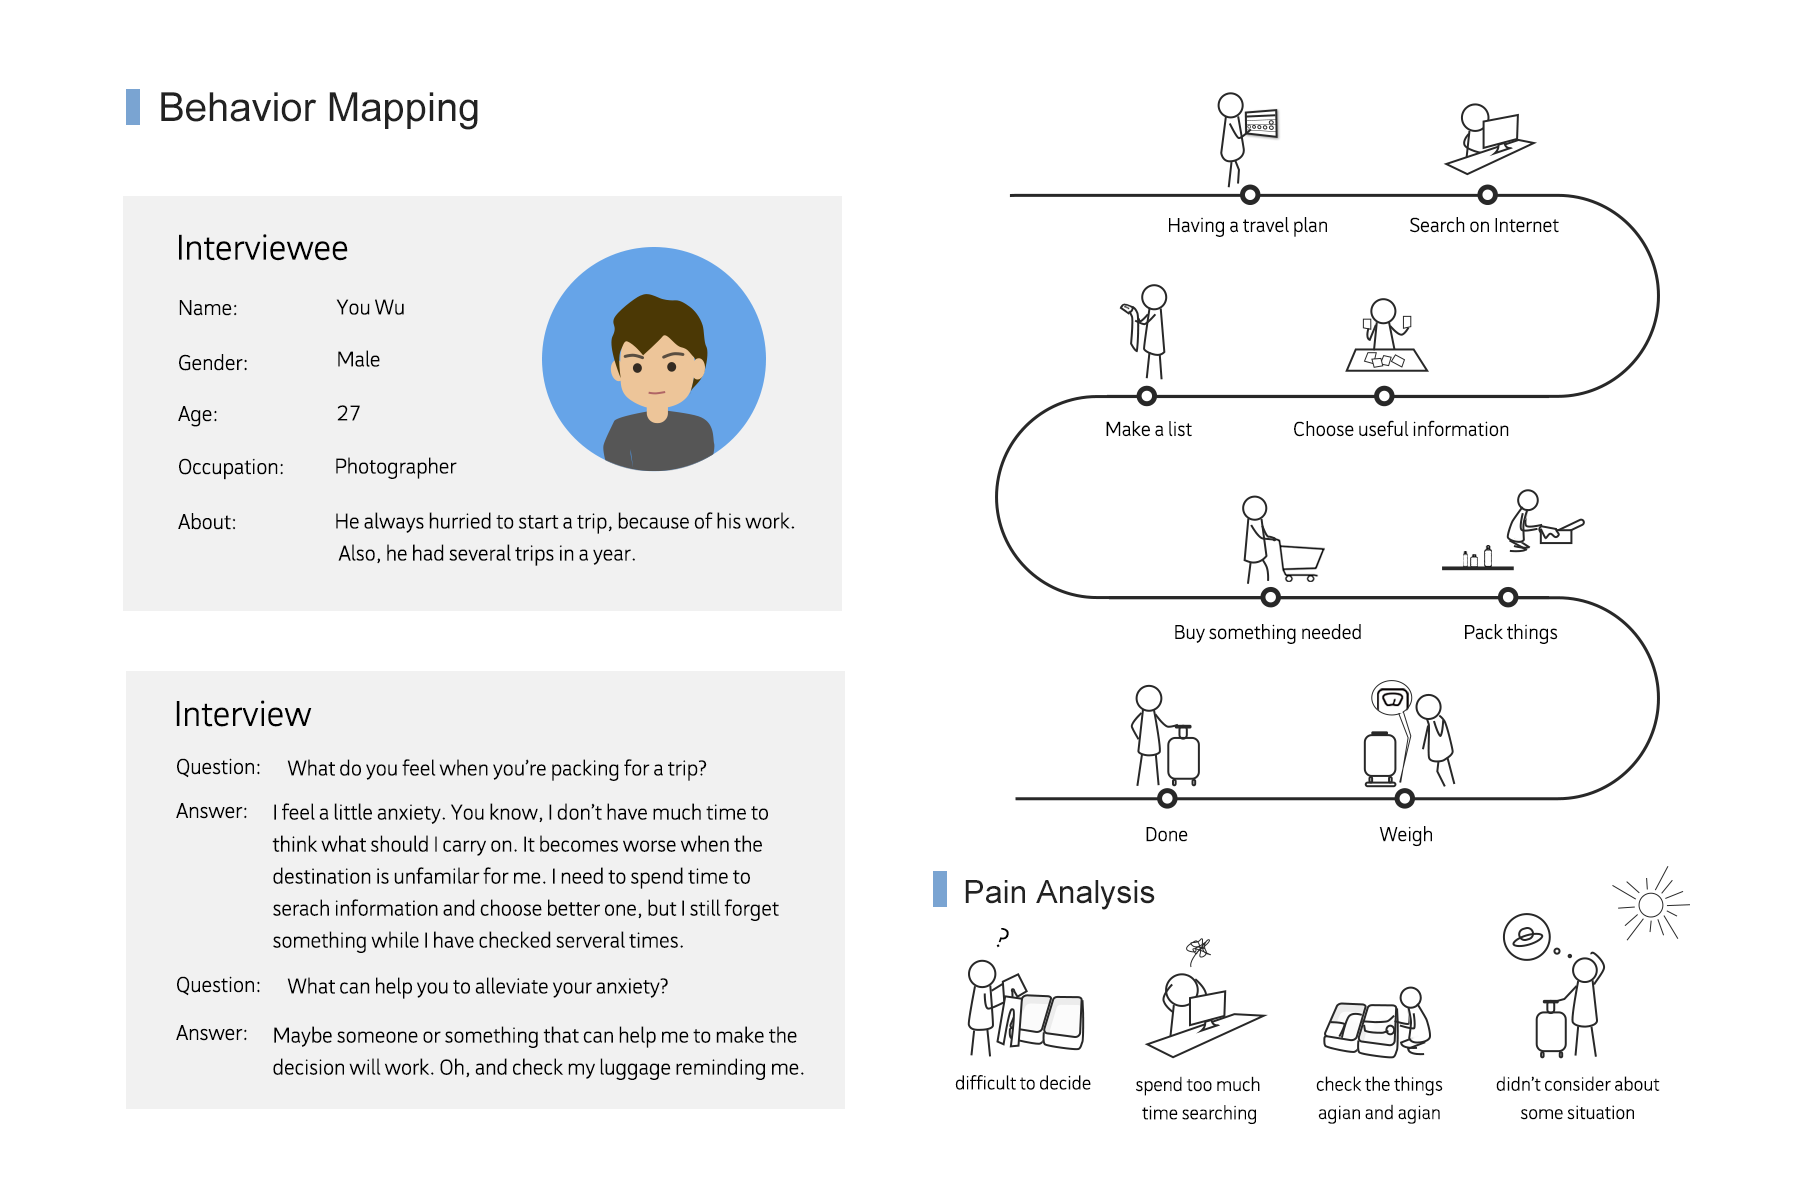 Behavior Mapping
Interviewee
Name: You Wu
Gender: Male
Age: 27
Occupation: Photographer
About: He always hurried to start a trip, because of his work.
Also, he had several trips in a year.
Interview
Question: What do you feel when you're packing for a trip?
Answer: I feel a little anxiety. You know, I don't have much time to
think what should I carry on. It becomes worse when the
destination is unfamilar for me. I need to spend time to
serach information and choose better one, but I still forget
something while I have checked serveral times.
Question: What can help you to alleviate your anxiety?
Answer: Maybe someone or something that can help me to make the
decision will work. Oh, and check my luggage reminding me.
Having a travel plan
Search on Internet
Make a list
Choose useful information
Buy something needed
Pack things
Done
Weigh
Pain Analysis
?
difficult to decide
spend too much
time searching
check the things
agian and agian
didn't consider about
some situation